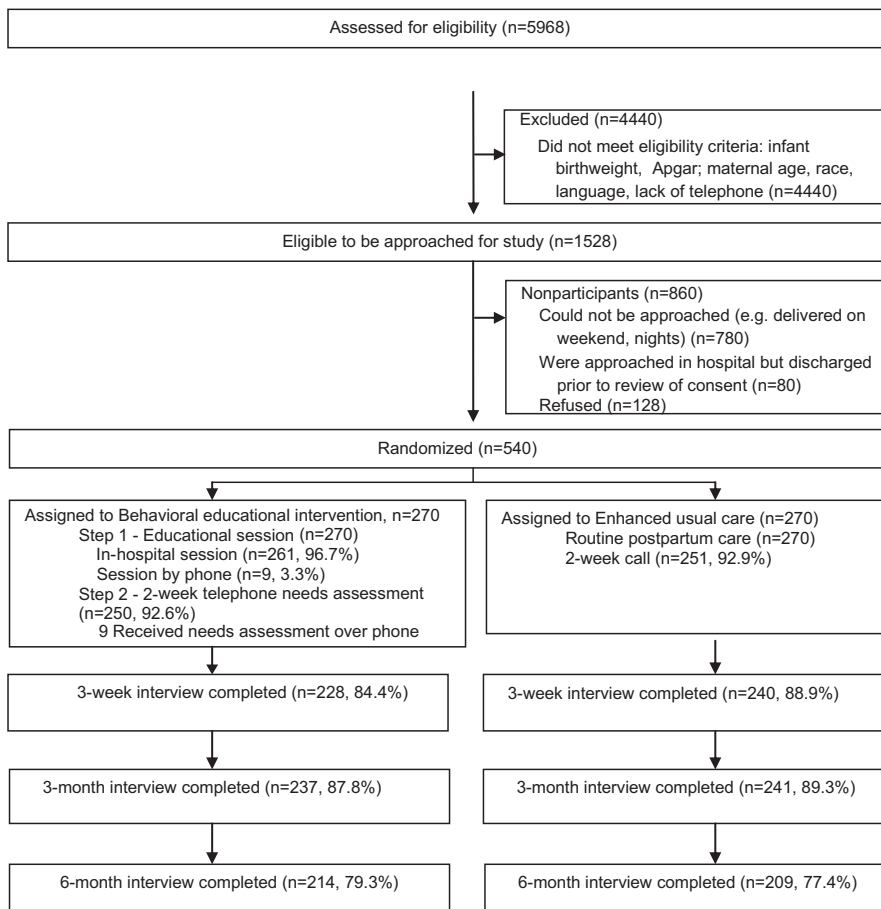 Assessed for eligibility (n=5968)
Excluded (n=4440)
Did not meet eligibility criteria: infant
birthweight, Apgar; maternal age, race,
language, lack of telephone (n=4440)
Eligible to be approached for study (n=1528)
Nonparticipants (n=860)
Could not be approached (e.g. delivered on
weekend, nights) (n=780)
Were approached in hospital but discharged
prior to review of consent (n=80)
Refused (n=128)
Randomized (n=540)
Assigned to Behavioral educational intervention, n=270
Step 1 - Educational session (n=270)
In-hospital session (n=261, 96.7%)
Session by phone (n=9, 3.3%)
Step 2 - 2-week telephone needs assessment
(n=250, 92.6%)
9 Received needs assessment over phone
Assigned to Enhanced usual care (n=270)
Routine postpartum care (n=270)
2-week call (n=251, 92.9%)
3-week interview completed (n=228, 84.4%)
3-week interview completed (n=240, 88.9%)
3-month interview completed (n=237, 87.8%)
3-month interview completed (n=241, 89.3%)
6-month interview completed (n=214, 79.3%)
6-month interview completed (n=209, 77.4%)